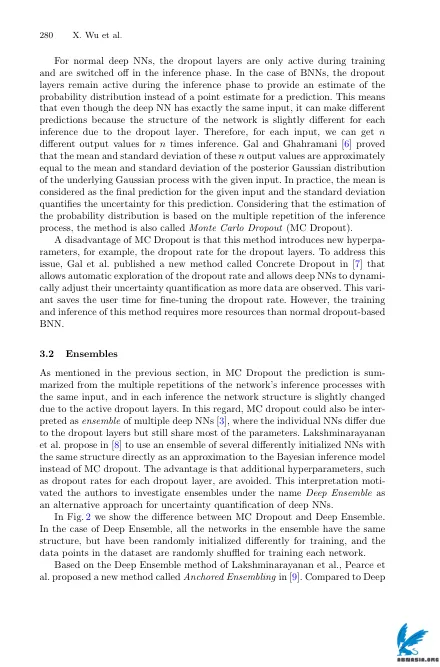 280 X. Wu et al.
For normal deep NNs, the dropout layers are only active during training
and are switched off in the inference phase. In the case of BNNs, the dropout
layers remain active during the inference phase to provide an estimate of the
probability distribution instead of a point estimate for a prediction. This means
that even though the deep NN has exactly the same input, it can make different
predictions because the structure of the network is slightly different for each
inference due to the dropout layer. Therefore, for each input, we can get n
different output values for n times inference. Gal and Ghahramani [6] proved
that the mean and standard deviation of these n output values are approximately
equal to the mean and standard deviation of the posterior Gaussian distribution
of the underlying Gaussian process with the given input. In practice, the mean is
considered as the final prediction for the given input and the standard deviation
quantifies the uncertainty for this prediction. Considering that the estimation of
the probability distribution is based on the multiple repetition of the inference
process, the method is also called Monte Carlo Dropout (MC Dropout).
A disadvantage of MC Dropout is that this method introduces new hyperpa-
rameters, for example, the dropout rate for the dropout layers. To address this
issue, Gal et al. published a new method called Concrete Dropout in [7] that
allows automatic exploration of the dropout rate and allows deep NNs to dynami-
cally adjust their uncertainty quantification as more data are observed. This vari-
ant saves the user time for fine-tuning the dropout rate. However, the training
and inference of this method requires more resources than normal dropout-based
BNN.
3.2 Ensembles
As mentioned in the previous section, in MC Dropout the prediction is sum-
marized from the multiple repetitions of the network's inference processes with
the same input, and in each inference the network structure is slightly changed
due to the active dropout layers. In this regard, MC dropout could also be inter-
preted as ensemble of multiple deep NNs [3], where the individual NNs differ due
to the dropout layers but still share most of the parameters. Lakshminarayanan
et al. propose in [8] to use an ensemble of several differently initialized NNs with
the same structure directly as an approximation to the Bayesian inference model
instead of MC dropout. The advantage is that additional hyperparameters, such
as dropout rates for each dropout layer, are avoided. This interpretation moti-
vated the authors to investigate ensembles under the name Deep Ensemble as
an alternative approach for uncertainty quantification of deep NNs.
In Fig. 2 we show the difference between MC Dropout and Deep Ensemble.
In the case of Deep Ensemble, all the networks in the ensemble have the same
structure, but have been randomly initialized differently for training, and the
data points in the dataset are randomly shuffled for training each network.
Based on the Deep Ensemble method of Lakshminarayanan et al., Pearce et
al. proposed a new method called Anchored Ensembling in [9]. Compared to Deep